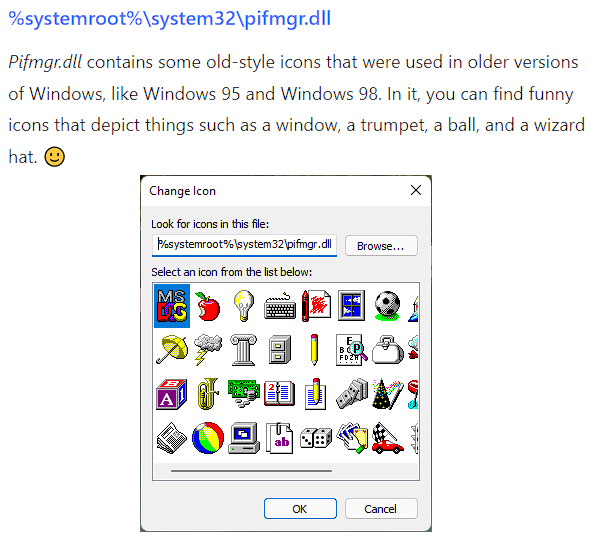 %systemroot%\system32\pifmgr.dll
Pifmgr.dll contains some old-style icons that were used in older versions
of Windows, like Windows 95 and Windows 98. In it, you can find funny
icons that depict things such as a window, a trumpet, a ball, and a wizard
hat. 🙂
Change Icon
Look for icons in this file:
%systemroot%\system32\pifmgr.dll
Browse...
Select an icon from the list below:
OK
Cancel